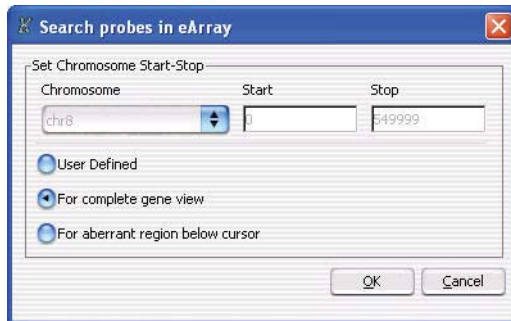 Search probes in eArray
Set Chromosome Start-Stop
Chromosome Start Stop
chr8 0 549999
User Defined
For complete gene view
For aberrant region below cursor
OK Cancel